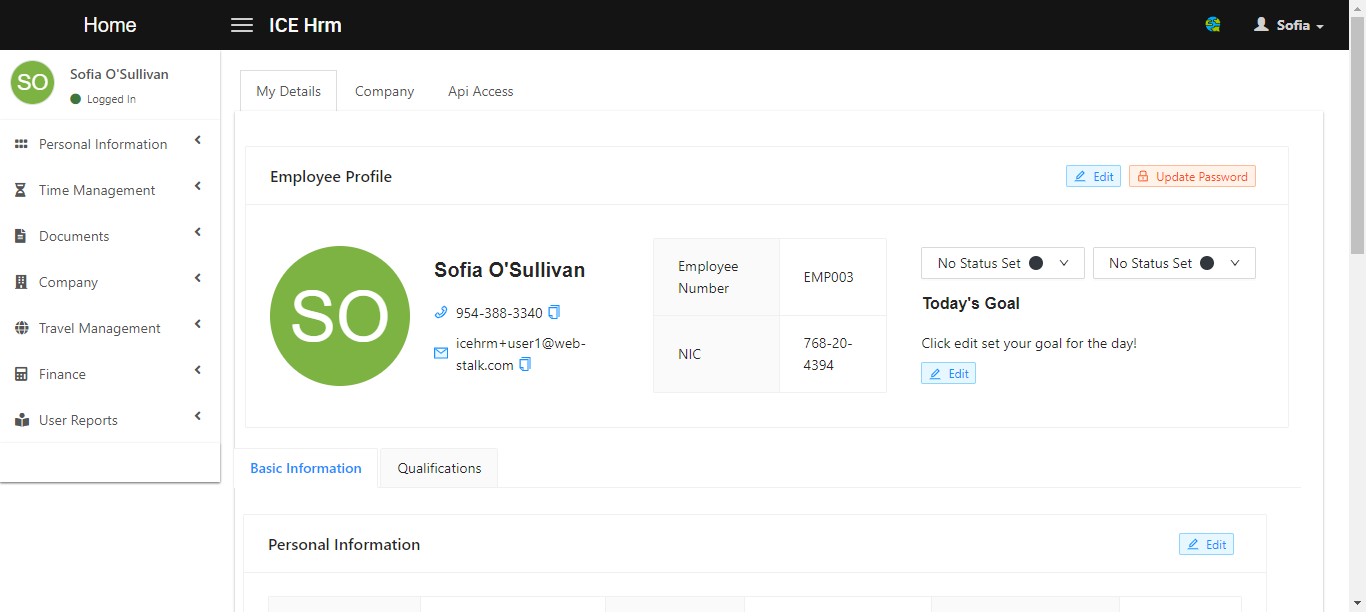 Home
ICE Hrm
Sofia
SO
Sofia O'Sullivan
Logged In
Personal Information
Time Management
Documents
Company
Travel Management
Finance
User Reports
My Details
Company
Api Access
Employee Profile
Edit
Update Password
SO
Sofia O'Sullivan
954-388-3340
icehrm+user1@web-
stalk.com
Employee
Number
EMP003
NIC
768-20-
4394
No Status Set
No Status Set
Today's Goal
Click edit set your goal for the day!
Edit
Basic Information
Qualifications
Personal Information
Edit